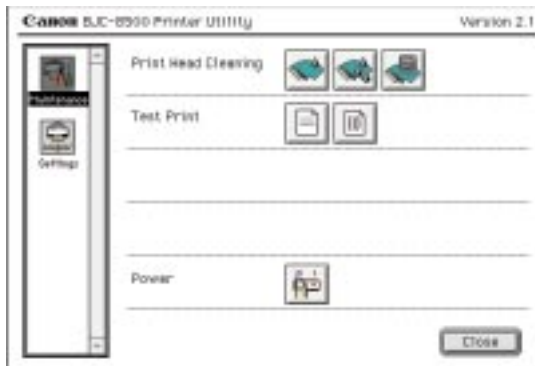 Canon BJC-8500 Printer Utility
Version 2.1
Print Head Cleaning
Maintenance
Test Print
Settings
Power
Close